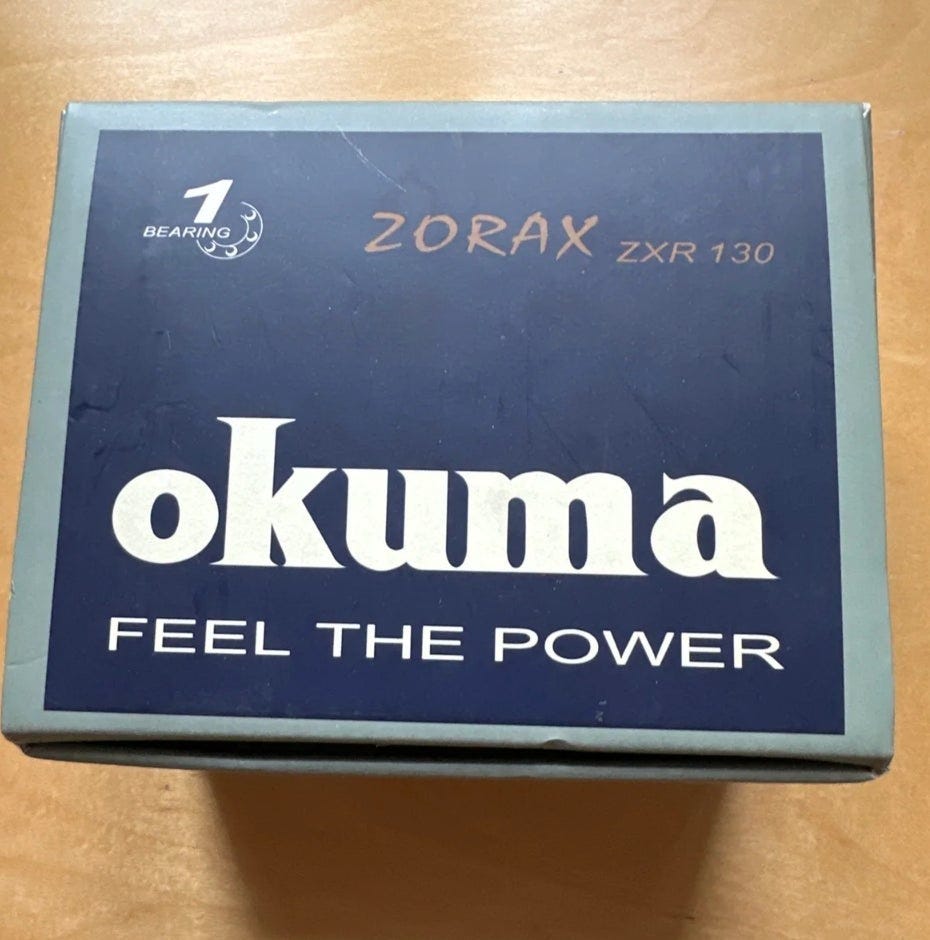 1
BEARING
ZORAX ZXR 130
okuma
FEEL THE POWER